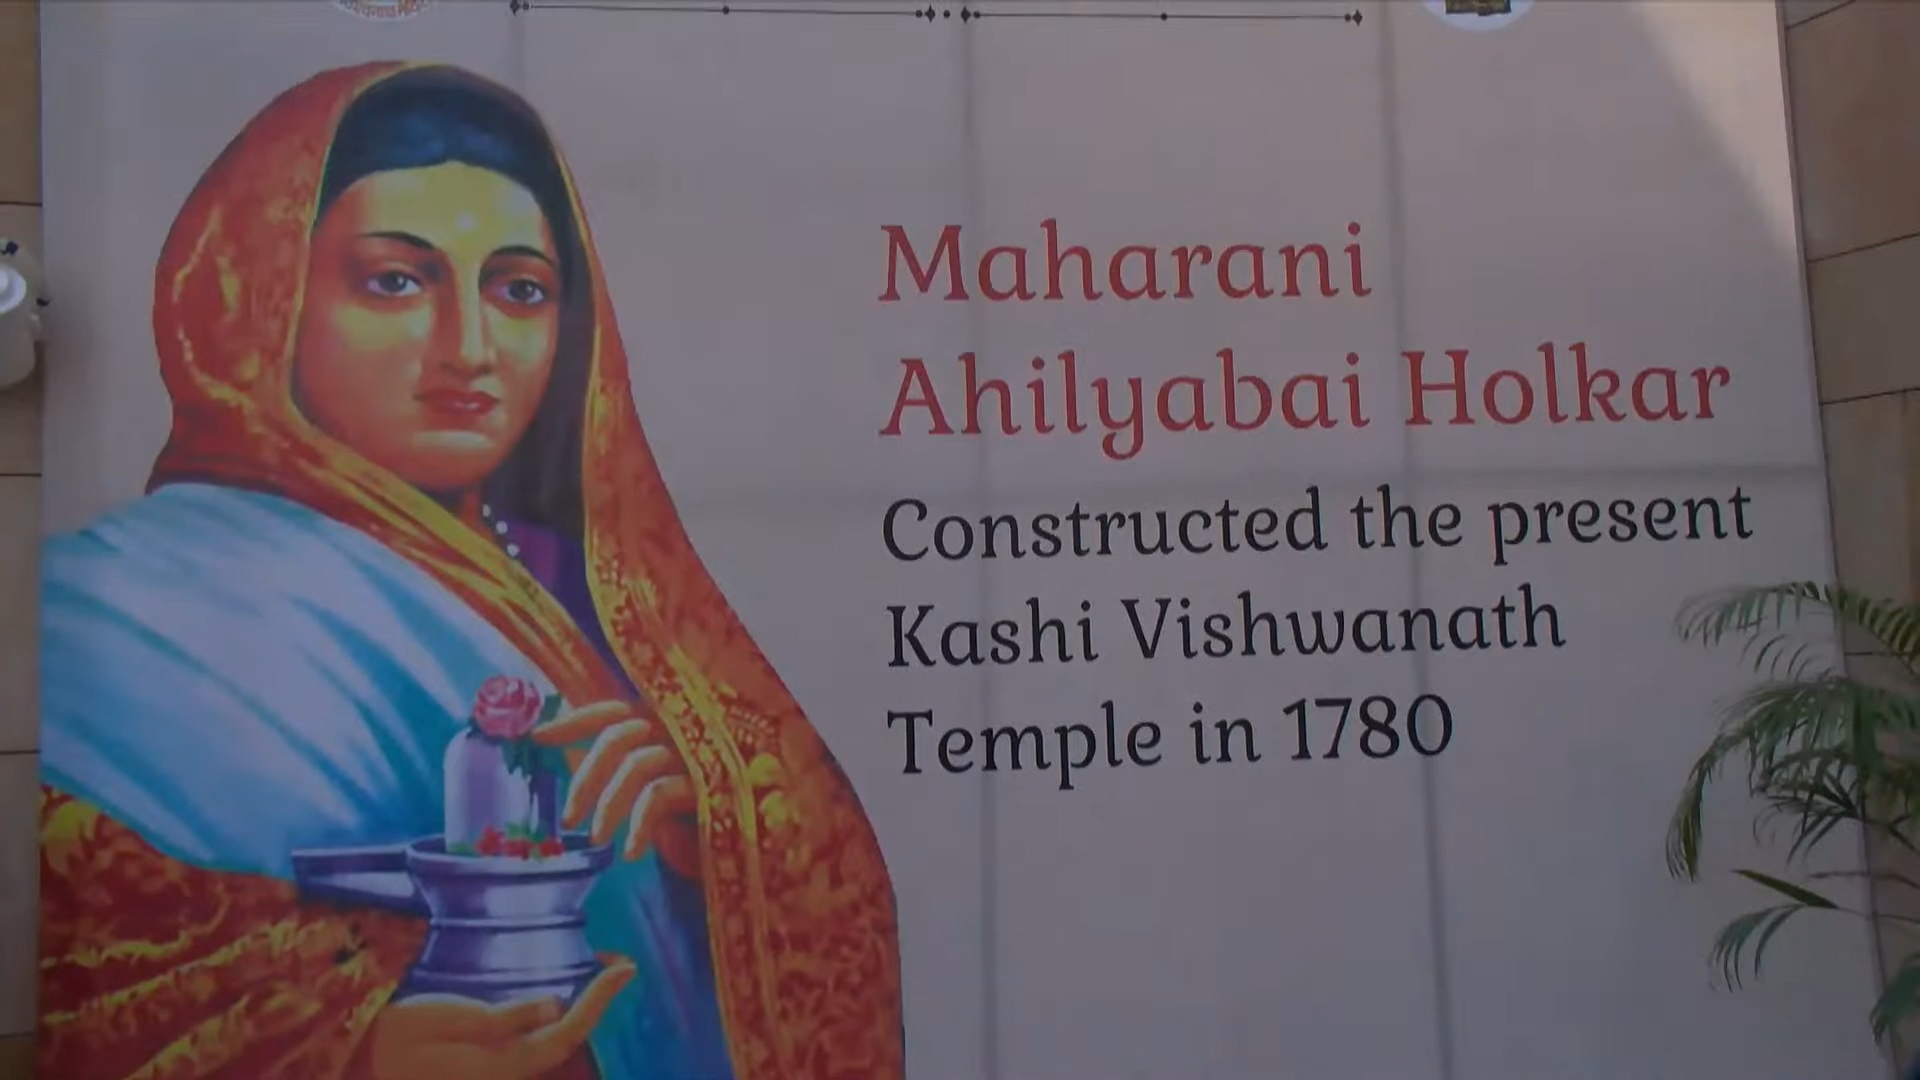 Maharani
Ahilyabai Holkar
Constructed the present
Kashi Vishwanath
Temple in 1780